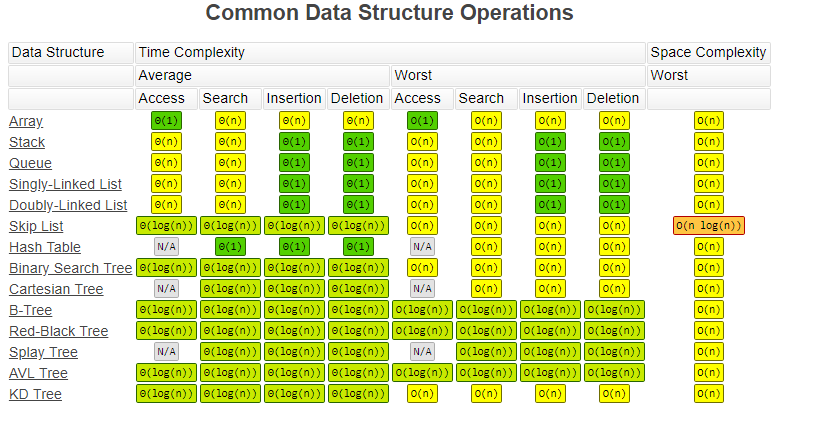 Common Data Structure Operations
Data Structure Time Complexity Space Complexity
Average Worst Worst
Access Search Insertion Deletion Access Search Insertion Deletion
Array Θ(1) Θ(n) Θ(n) Θ(n) O(1) O(n) O(n) O(n) O(n)
Stack Θ(n) Θ(n) Θ(1) Θ(1) O(n) O(n) O(1) O(1) O(n)
Queue Θ(n) Θ(n) Θ(1) Θ(1) O(n) O(n) O(1) O(1) O(n)
Singly-Linked List Θ(n) Θ(n) Θ(1) Θ(1) O(n) O(n) O(1) O(1) O(n)
Doubly-Linked List Θ(n) Θ(n) Θ(1) Θ(1) O(n) O(n) O(1) O(1) O(n)
Skip List Θ(log(n)) Θ(log(n)) Θ(log(n)) Θ(log(n)) O(n) O(n) O(n) O(n) O(n log(n))
Hash Table N/A Θ(1) Θ(1) Θ(1) N/A O(n) O(n) O(n) O(n)
Binary Search Tree Θ(log(n)) Θ(log(n)) Θ(log(n)) Θ(log(n)) O(n) O(n) O(n) O(n) O(n)
Cartesian Tree N/A Θ(log(n)) Θ(log(n)) Θ(log(n)) N/A O(n) O(n) O(n) O(n)
B-Tree Θ(log(n)) Θ(log(n)) Θ(log(n)) Θ(log(n)) O(log(n)) O(log(n)) O(log(n)) O(log(n)) O(n)
Red-Black Tree Θ(log(n)) Θ(log(n)) Θ(log(n)) Θ(log(n)) O(log(n)) O(log(n)) O(log(n)) O(log(n)) O(n)
Splay Tree N/A Θ(log(n)) Θ(log(n)) Θ(log(n)) N/A O(log(n)) O(log(n)) O(log(n)) O(n)
AVL Tree Θ(log(n)) Θ(log(n)) Θ(log(n)) Θ(log(n)) O(log(n)) O(log(n)) O(log(n)) O(log(n)) O(n)
KD Tree Θ(log(n)) Θ(log(n)) Θ(log(n)) Θ(log(n)) O(n) O(n) O(n) O(n) O(n)